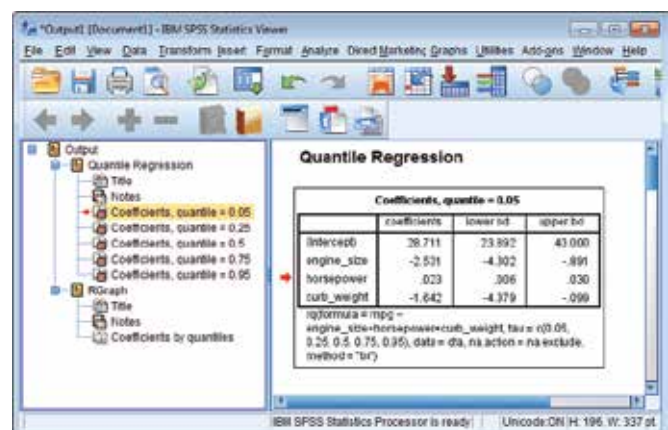 *Output1 [Document1] - IBM SPSS Statistics Viewer
File Edit View Data Transform Insert Format Analyze Direct Marketing Graphs Utilities Add-ons Window Help
Output
Quantile Regression
Title
Notes
Coefficients, quantile = 0.05
Coefficients, quantile = 0.25
Coefficients, quantile = 0.5
Coefficients, quantile = 0.75
Coefficients, quantile = 0.95
RGraph
Title
Notes
Coefficients by quantiles
Quantile Regression
Coefficients, quantile = 0.05
coefficients lower bd upper bd
(Intercept) 28.711 23.892 43.000
engine_size -2.531 -4.302 -.891
horsepower .023 .006 .030
curb_weight -1.642 -4.379 -.099
rq(formula = mpg ~
engine_size+horsepower+curb_weight, tau = c(0.05,
0.25, 0.5, 0.75, 0.95), data = dta, na.action = na.exclude,
method = "br")
IBM SPSS Statistics Processor is ready Unicode:ON H: 196, W: 337 pt.